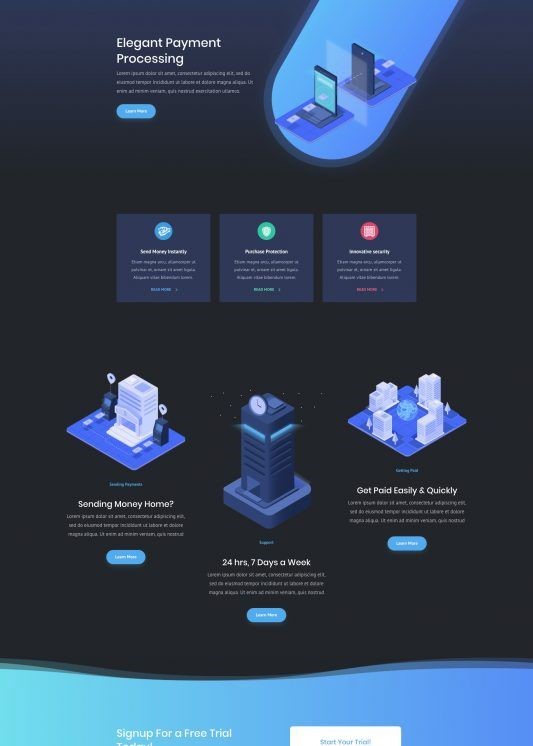 Elegant Payment
Processing
Lorem ipsum dolor sit amet, consectetur adipiscing elit, sed do
eiusmod tempor incididunt ut labore et dolore magna aliqua. Ut
enim ad minim veniam, quis nostrud exercitation ullamco.
Learn More
Send Money Instantly
Etiam magna arcu, ullamcorper ut
pulvinar et, ornare sit amet ligula.
Aliquam vitae bibendum lorem.
READ MORE
Purchase Protection
Etiam magna arcu, ullamcorper ut
pulvinar et, ornare sit amet ligula.
Aliquam vitae bibendum lorem.
READ MORE
Innovative security
Etiam magna arcu, ullamcorper ut
pulvinar et, ornare sit amet ligula.
Aliquam vitae bibendum lorem.
READ MORE
Sending Payments
Sending Money Home?
Lorem ipsum dolor sit amet, consectetur adipiscing elit,
sed do eiusmod tempor incididunt ut labore et dolore
magna aliqua. Ut enim ad minim veniam, quis nostrud
Learn More
Support
24 hrs, 7 Days a Week
Lorem ipsum dolor sit amet, consectetur adipiscing elit,
sed do eiusmod tempor incididunt ut labore et dolore
magna aliqua. Ut enim ad minim veniam, quis nostrud
Learn More
Getting Paid
Get Paid Easily & Quickly
Lorem ipsum dolor sit amet, consectetur adipiscing elit,
sed do eiusmod tempor incididunt ut labore et dolore
magna aliqua. Ut enim ad minim veniam, quis nostrud
Learn More
Signup For a Free Trial
Today!
Start Your Trial!